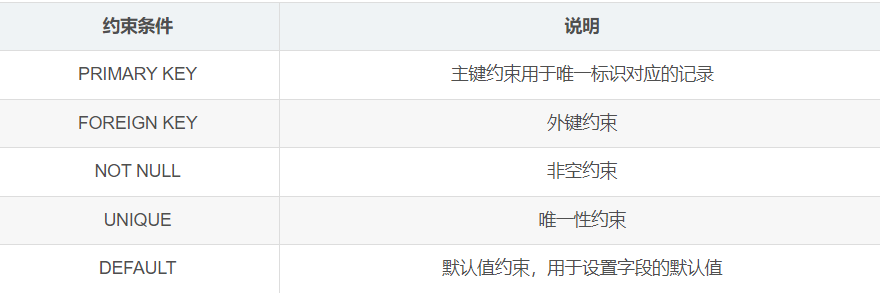 约束条件 说明
PRIMARY KEY 主键约束用于唯一标识对应的记录
FOREIGN KEY 外键约束
NOT NULL 非空约束
UNIQUE 唯一性约束
DEFAULT 默认值约束，用于设置字段的默认值